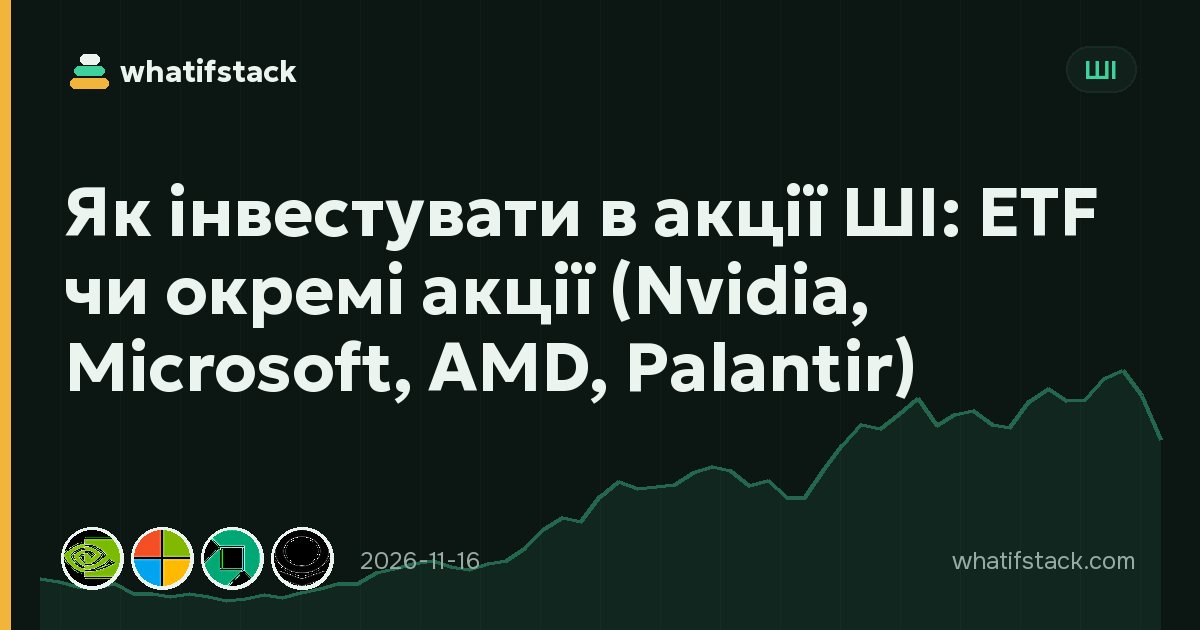 whatifstack
ШІ
Як інвестувати в акції ШІ: ETF
чи окремі акції (Nvidia,
Microsoft, AMD, Palantir)
2026-11-16
whatifstack.com